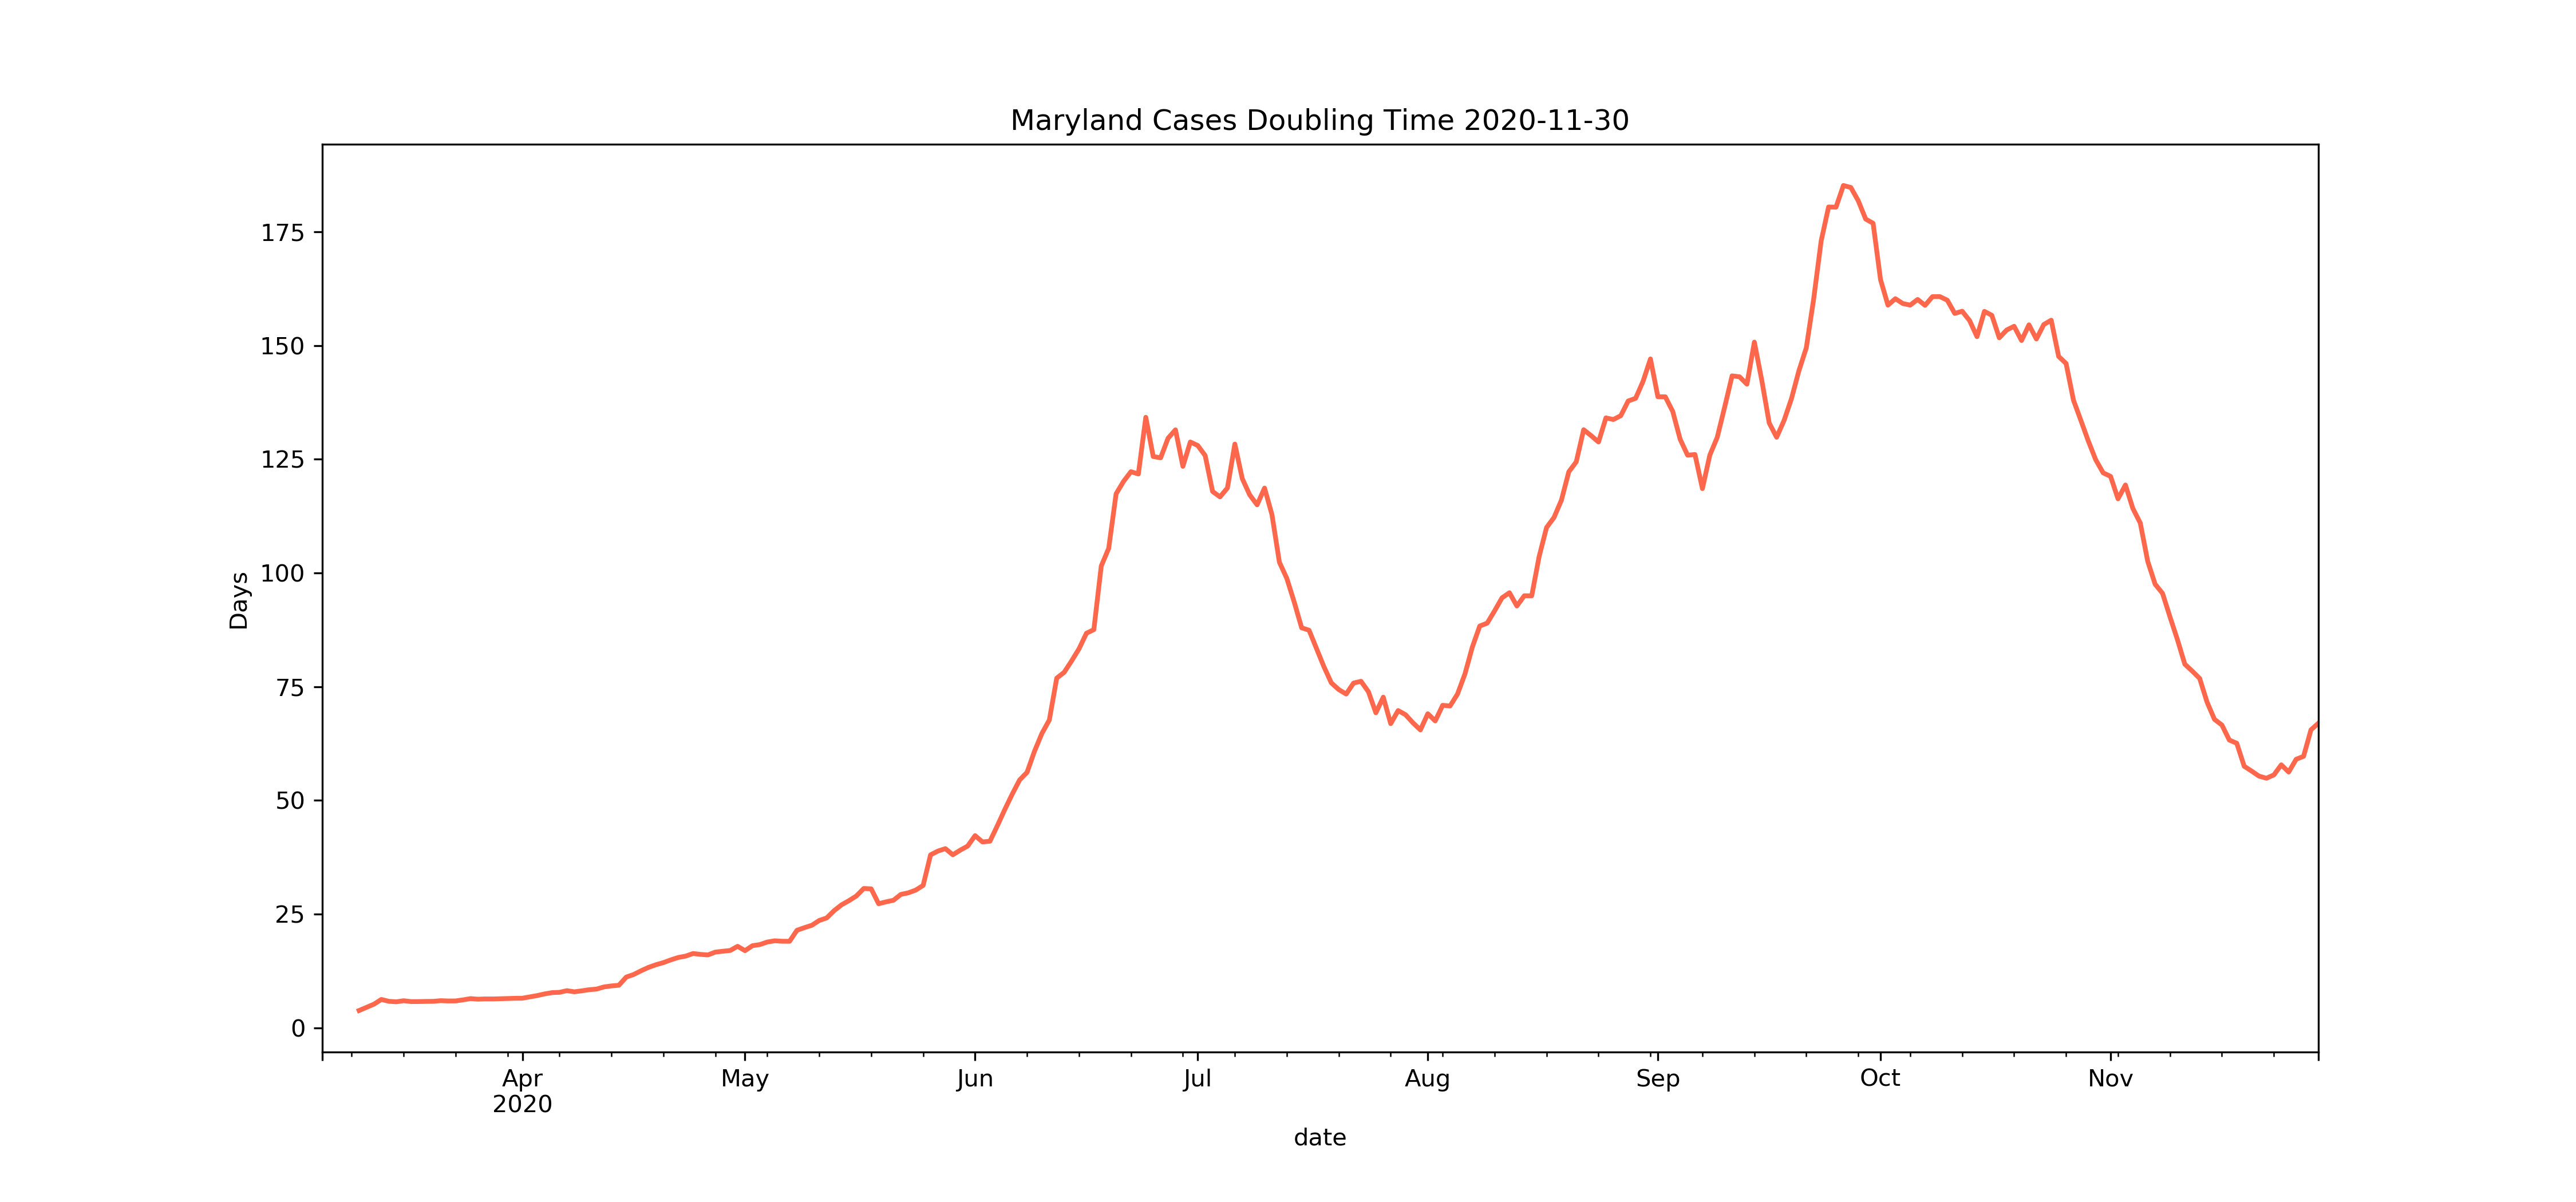 Maryland Cases Doubling Time 2020-11-30
Days
175
150
125
100
75
50
25
0
Apr May Jun Jul Aug Sep Oct Nov
2020
date